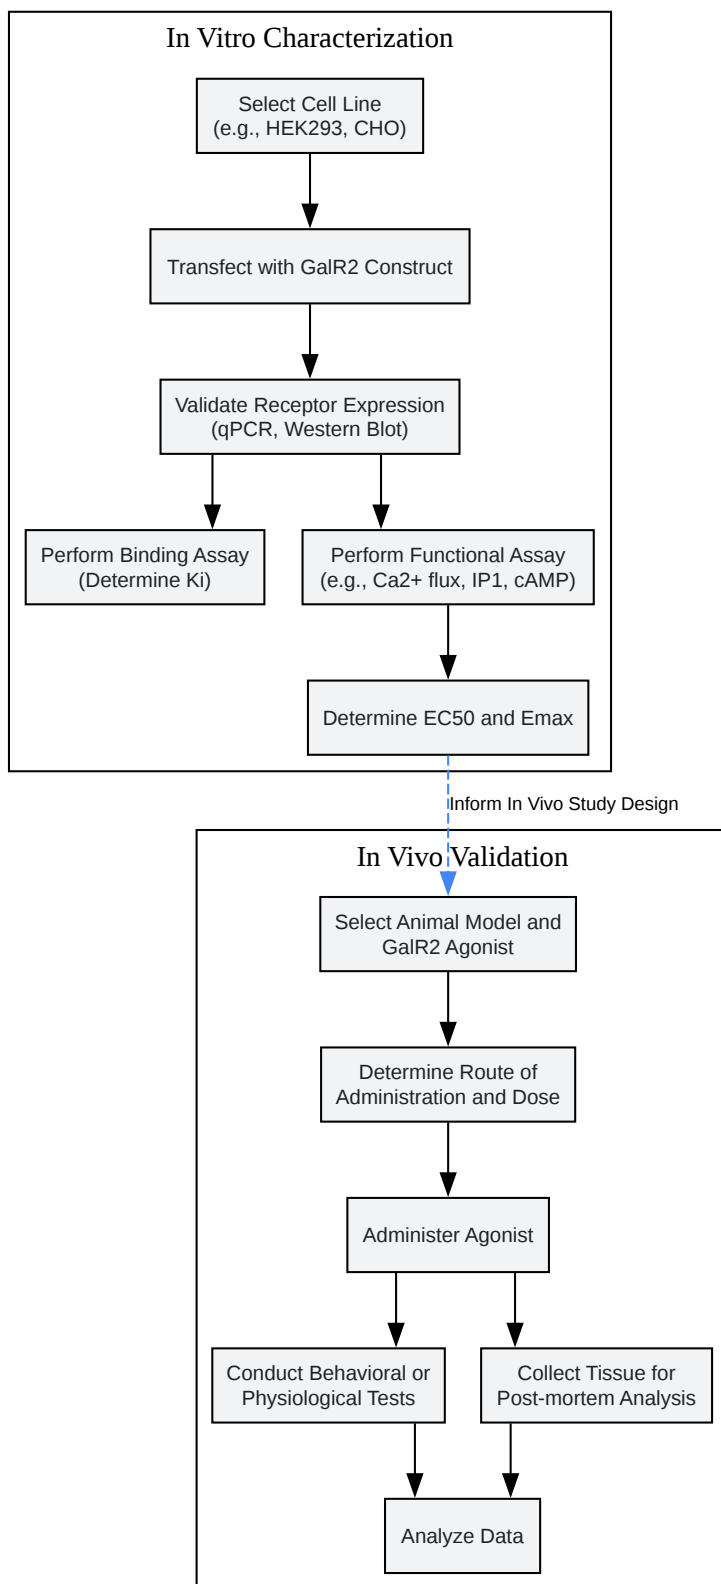 In Vitro Characterization
Select Cell Line
(e.g., HEK293, CHO)
Transfect with GalR2 Construct
Validate Receptor Expression
(qPCR, Western Blot)
Perform Binding Assay
(Determine Ki)
Perform Functional Assay
(e.g., Ca2+ flux, IP1, cAMP)
Determine EC50 and Emax
Inform In Vivo Study Design
In Vivo Validation
Select Animal Model and
GalR2 Agonist
Determine Route of
Administration and Dose
Administer Agonist
Conduct Behavioral or
Physiological Tests
Collect Tissue for
Post-mortem Analysis
Analyze Data